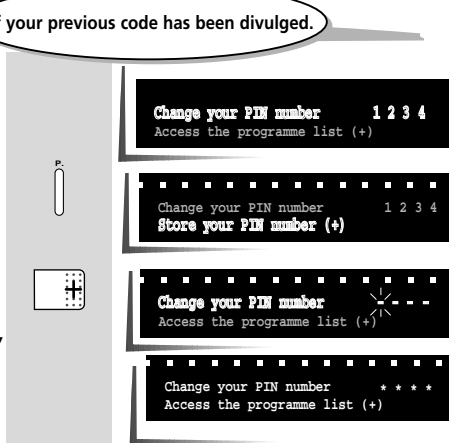 your previous code has been divulged.
Change your PIN number 1 2 3 4
Access the programme list (+)
P.
Change your PIN number 1 2 3 4
Store your PIN number (+)
+
Change your PIN number - - - -
Access the programme list (+)
Change your PIN number * * * *
Access the programme list (+)